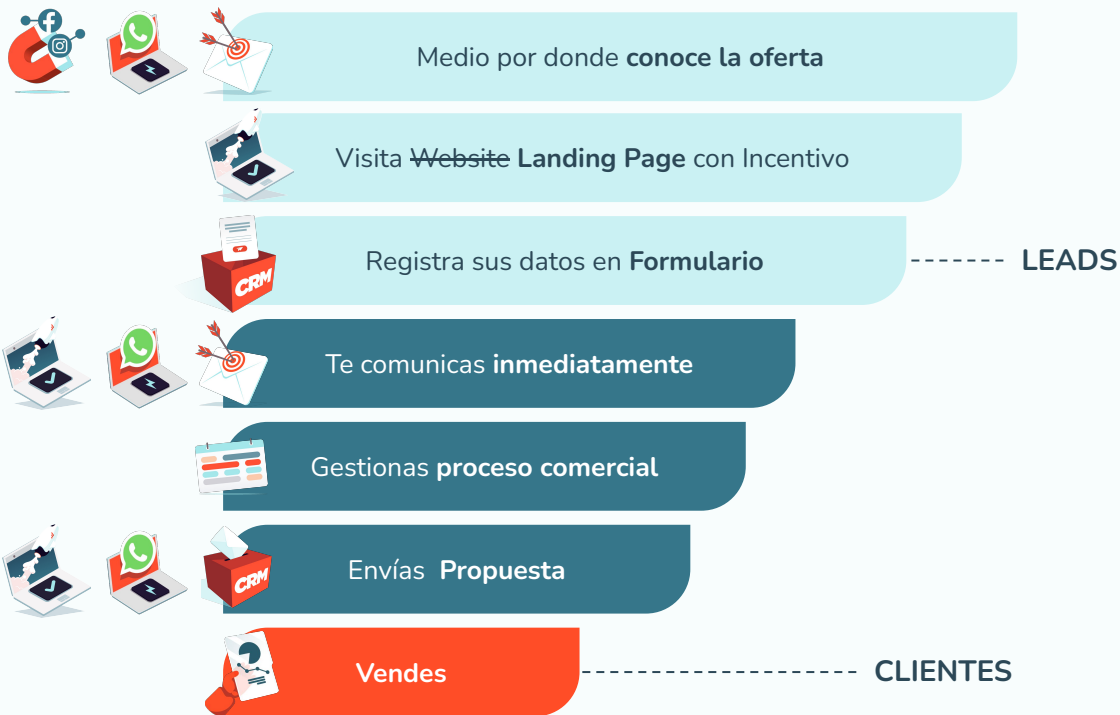 Medio por donde conoce la oferta
Visita Website Landing Page con Incentivo
Registra sus datos en Formulario
LEADS
CRM
Te comunicas inmediatamente
Gestionas proceso comercial
Envías Propuesta
CRM
Vendes
CLIENTES